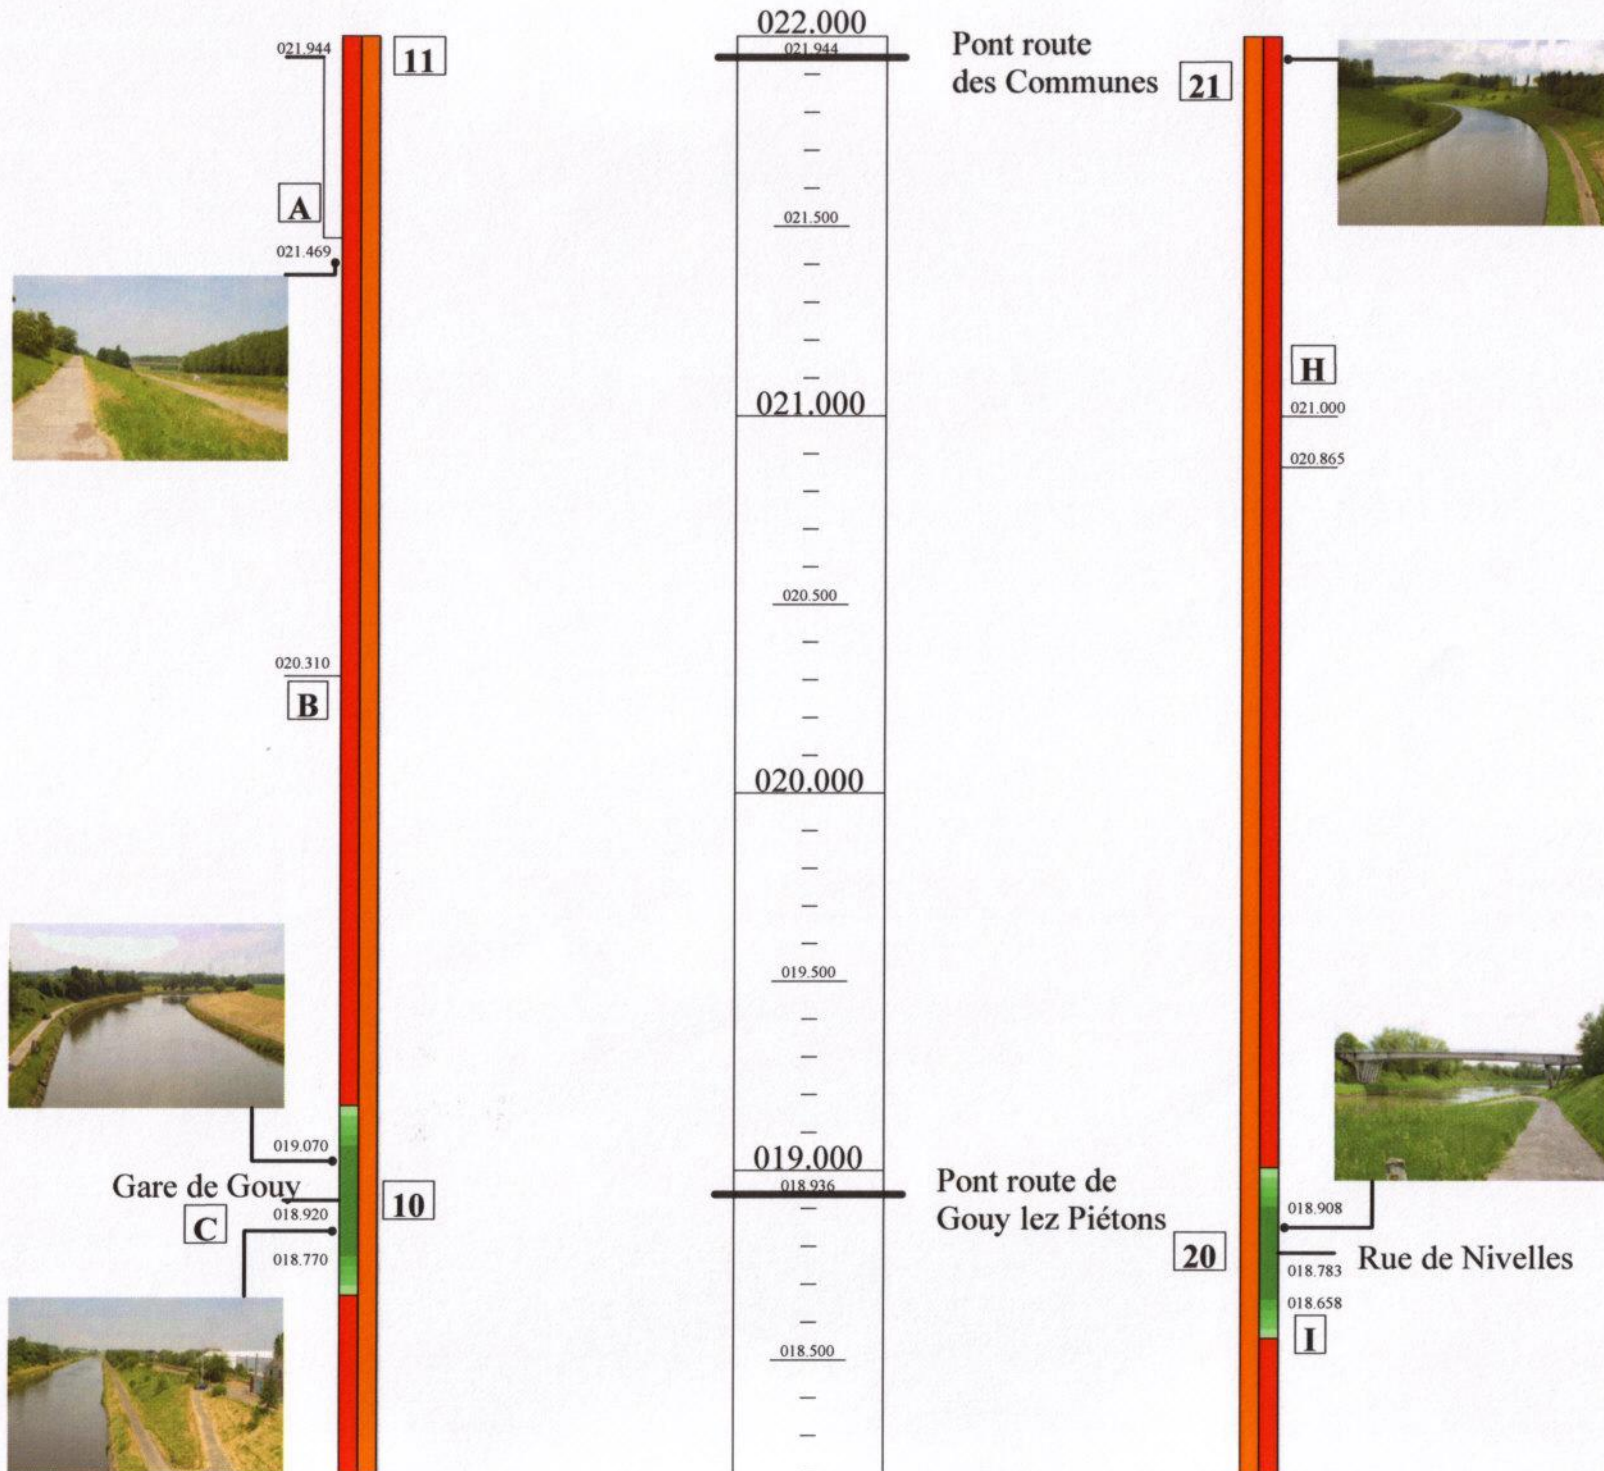 021.944
11
A
021.469
020.310
B
019.070
Gare de Gouy
018.920
C
10
018.770
022.000
021.944
021.500
021.000
020.500
020.000
019.500
019.000
018.936
018.500
Pont route
des Communes
21
H
021.000
020.865
Pont route de
Gouy lez Piétons
20
018.908
Rue de Nivelles
018.783
018.658
I